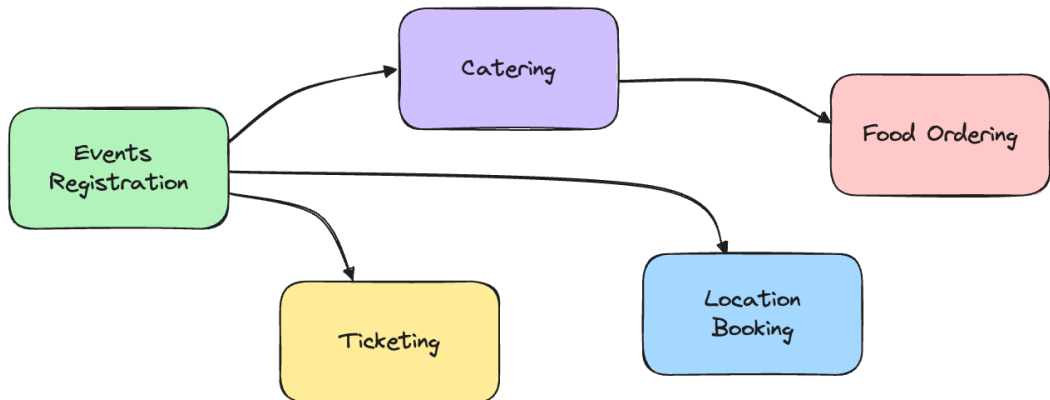 Catering
Food Ordering
Events
Registration
Location
Booking
Ticketing